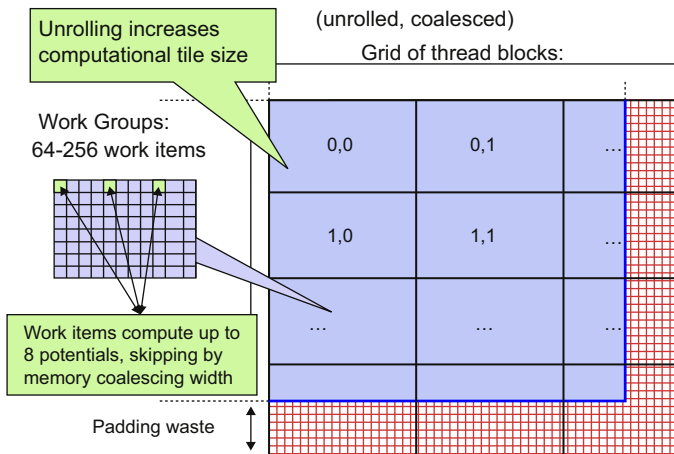 (unrolled, coalesced)
Unrolling increases
computational tile size
Grid of thread blocks:
Work Groups:
64-256 work items
0,0
0,1
...
1,0
1,1
...
...
...
...
Work items compute up to
8 potentials, skipping by
memory coalescing width
Padding waste